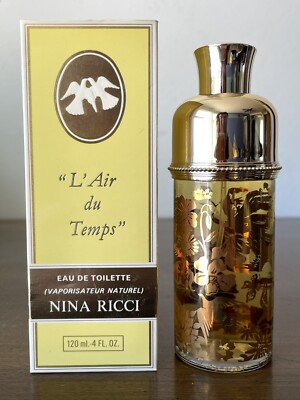 "L'Air
du
Temps"
EAU DE TOILETTE
(VAPORISATEUR NATUREL)
NINA RICCI
120 ml. 4 FL. OZ.